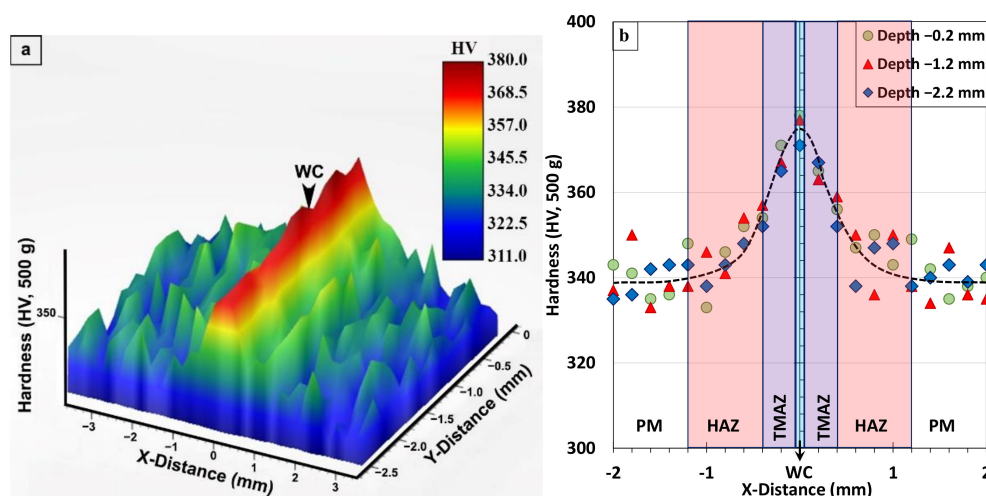 a
HV
380.0
368.5
357.0
345.5
334.0
322.5
311.0
WC
Hardness (HV, 500 g)
350
−3
−2
−1
0
1
2
3
X-Distance (mm)
0
−0.5
−1.0
−1.5
−2.0
−2.5
Y-Distance (mm)
b
Depth −0.2 mm
Depth −1.2 mm
Depth −2.2 mm
Hardness (HV, 500 g)
400
380
360
340
320
300
PM HAZ TMAZ TMAZ HAZ PM
-2 -1 WC 1 2
X-Distance (mm)